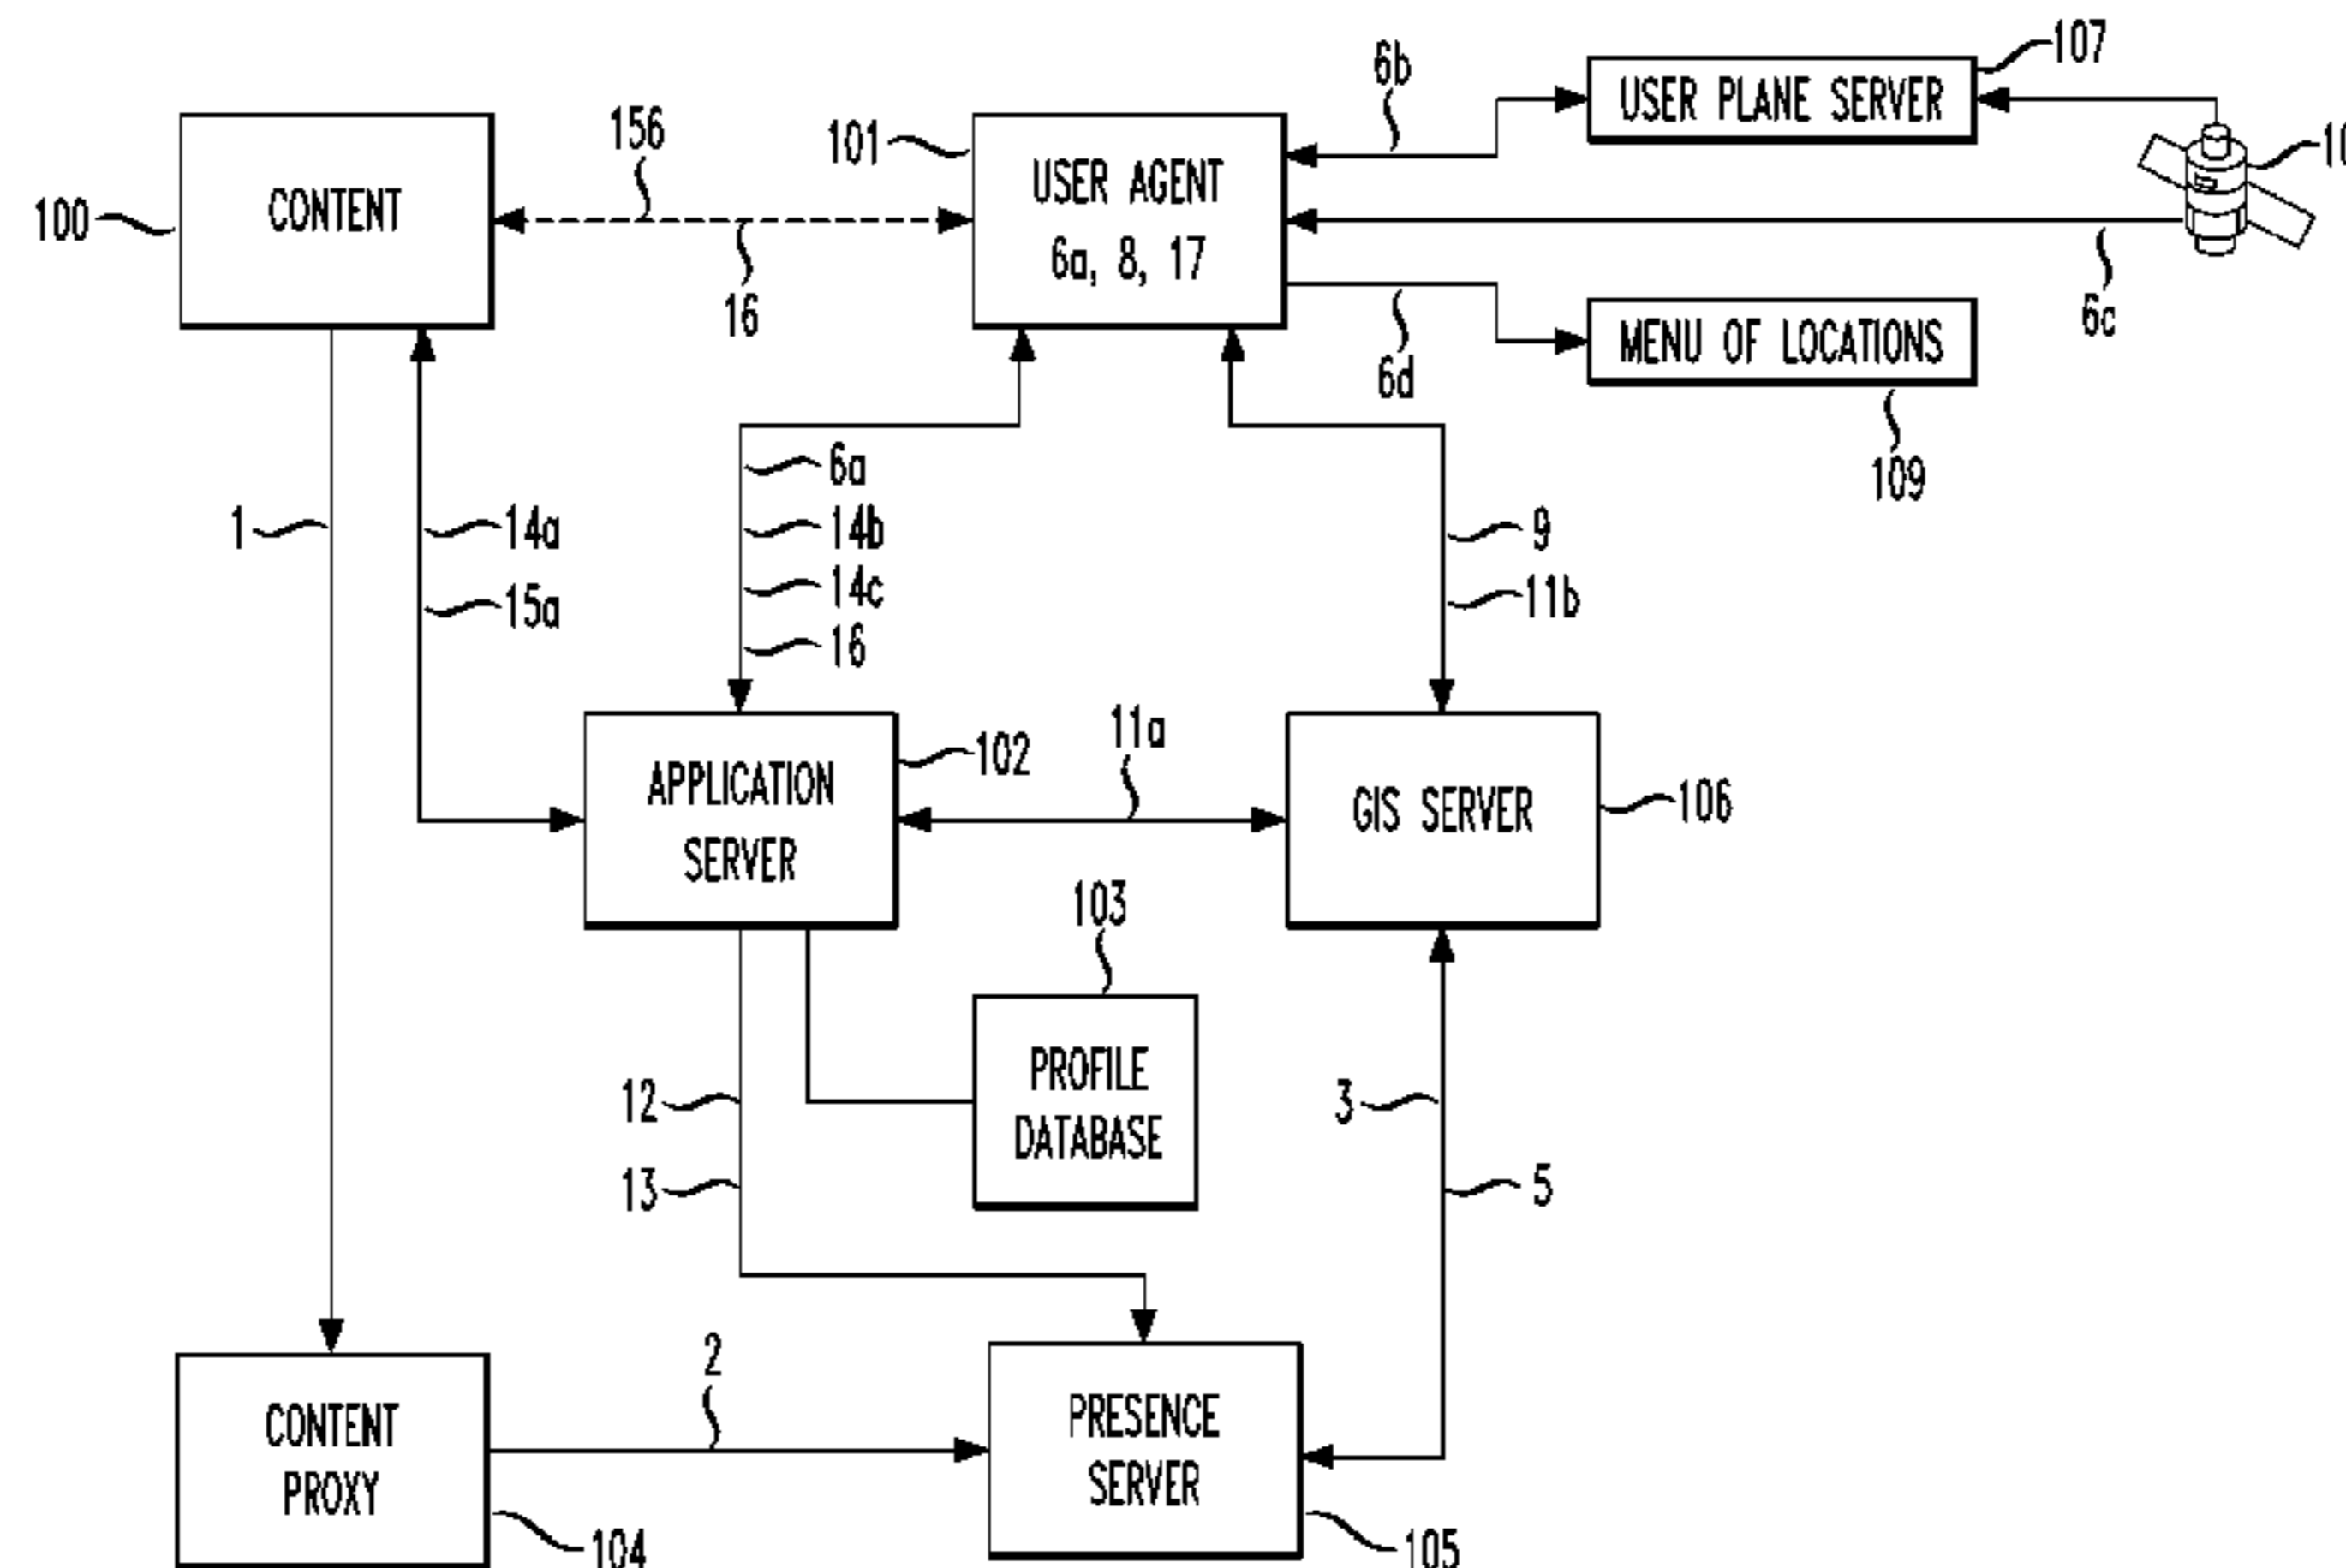 107
6b
USER PLANE SERVER
156
101
USER AGENT
6a, 8, 17
100
CONTENT
16
6c
6d
MENU OF LOCATIONS
109
6a
1
14a
14b
9
14c
15a
11b
16
11a
102
APPLICATION
SERVER
GIS SERVER
106
103
PROFILE
DATABASE
12
3
13
5
2
CONTENT
PROXY
PRESENCE
SERVER
104
105